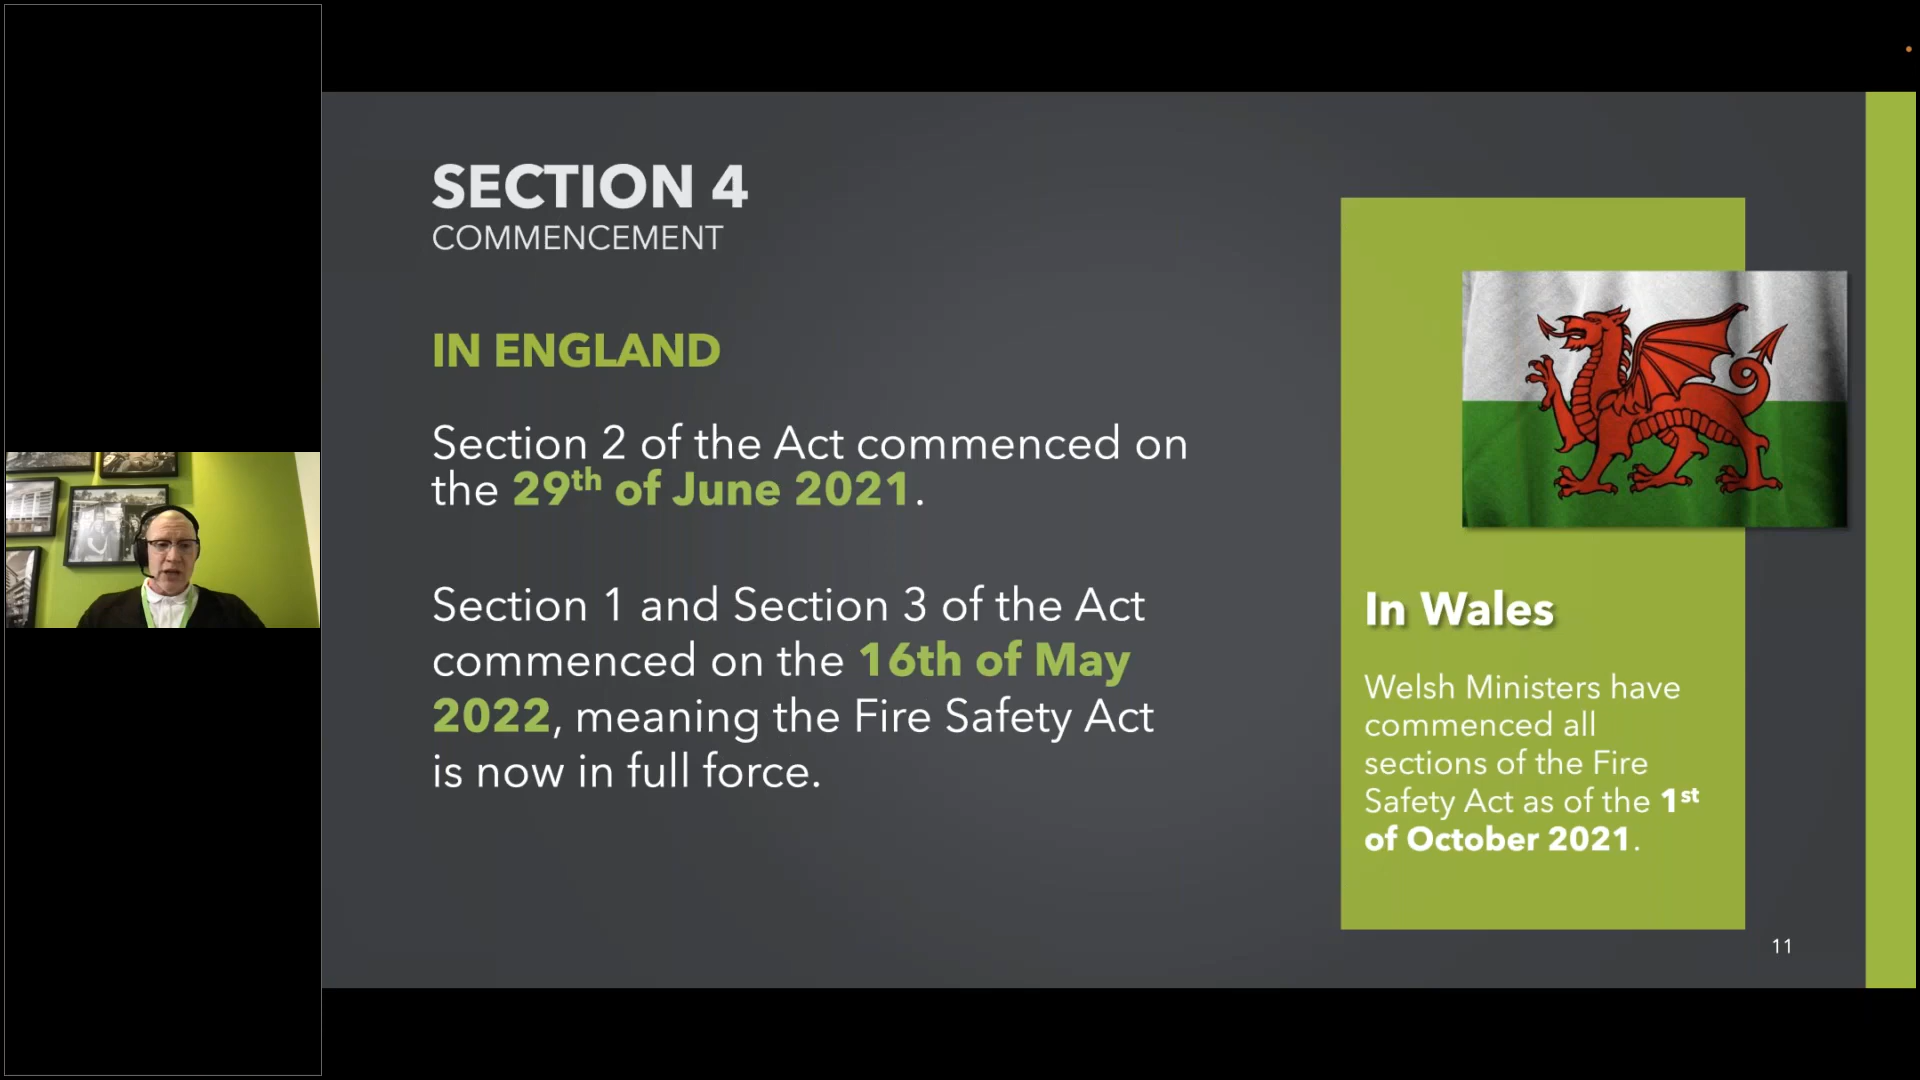 SECTION 4
COMMENCEMENT
IN ENGLAND
Section 2 of the Act commenced on
the 29th of June 2021.
Section 1 and Section 3 of the Act
commenced on the 16th of May
2022, meaning the Fire Safety Act
is now in full force.
In Wales
Welsh Ministers have
commenced all
sections of the Fire
Safety Act as of the 1st
of October 2021.
11